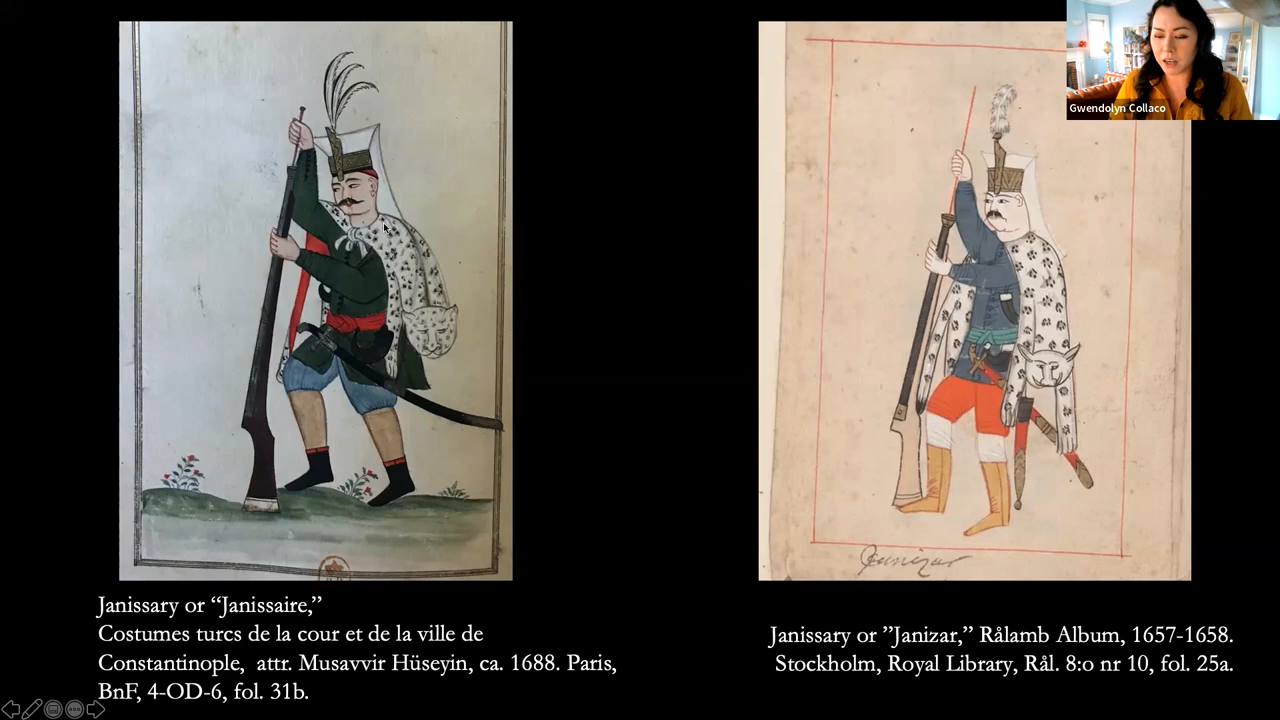 Gwendolyn Collaco
Janizar
Janissary or “Janissaire,”
Costumes turcs de la cour et de la ville de
Constantinople, attr. Musavvir Hüseyin, ca. 1688. Paris,
BnF, 4-OD-6, fol. 31b.
Janissary or ”Janizar,” Rålamb Album, 1657-1658.
Stockholm, Royal Library, Rål. 8:o nr 10, fol. 25a.